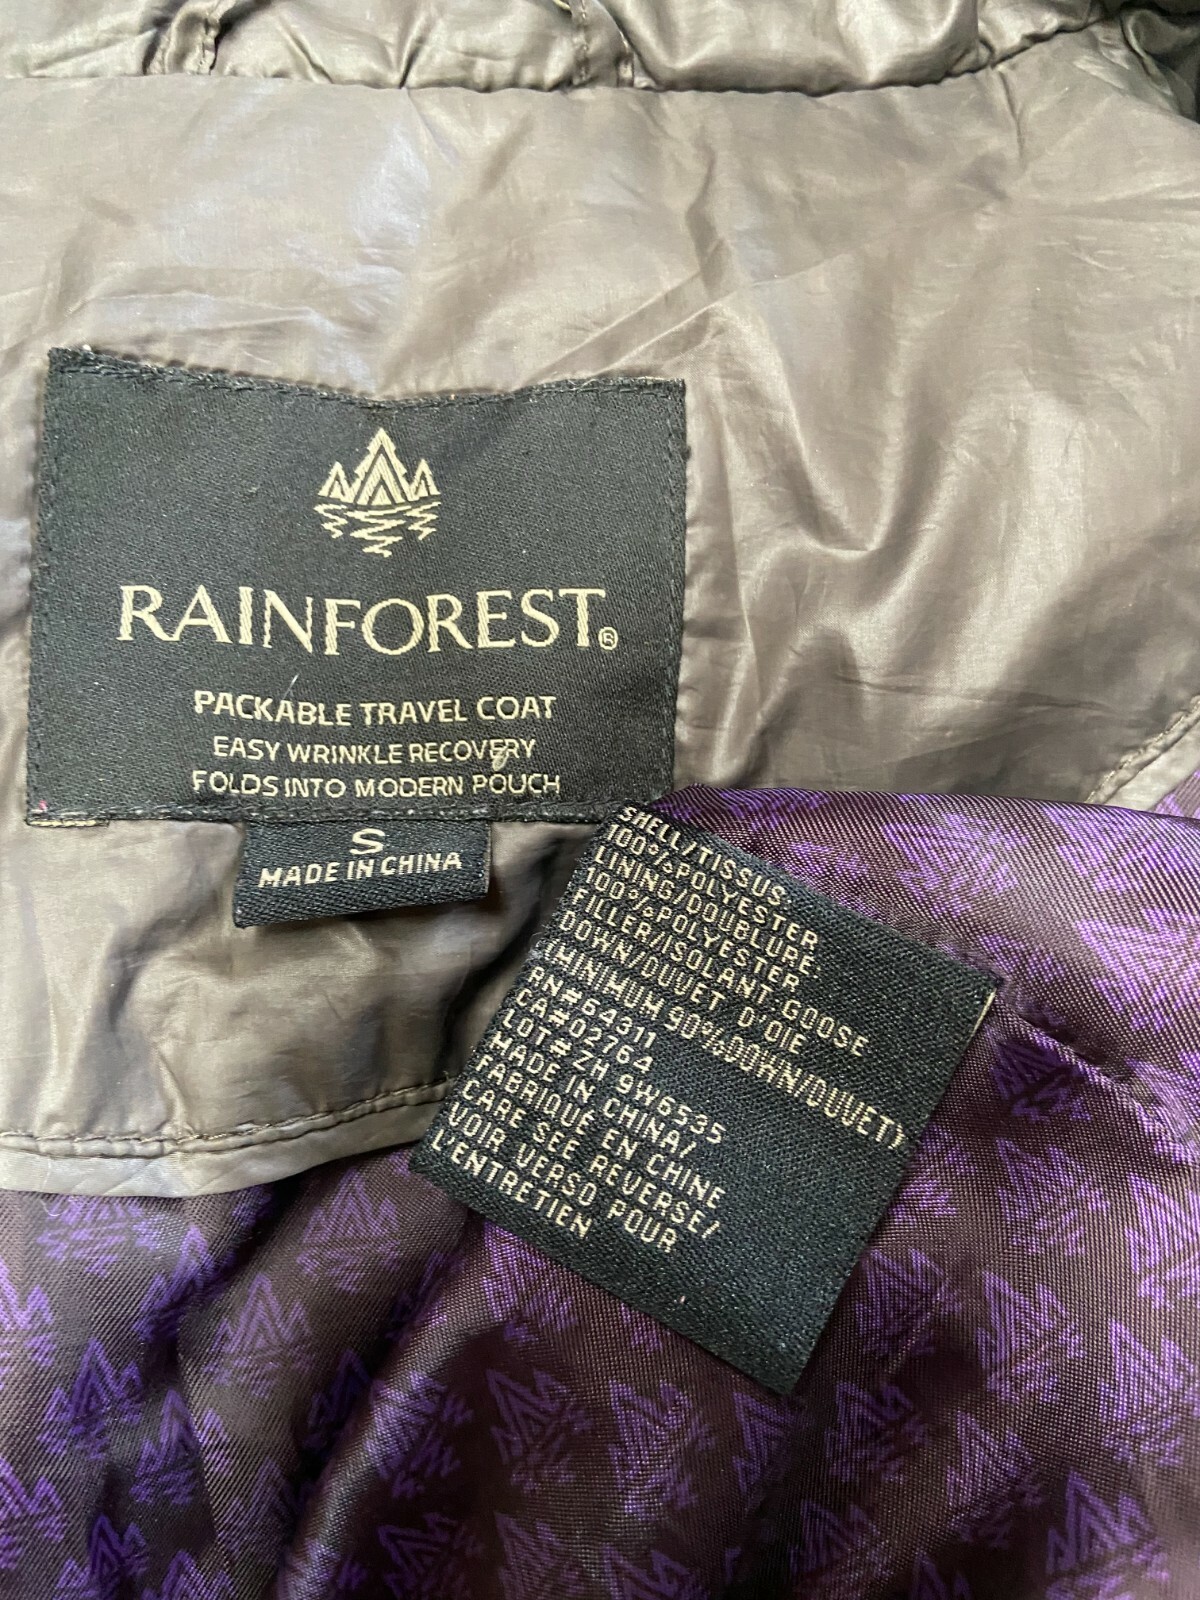 RAINFOREST®
PACKABLE TRAVEL COAT
EASY WRINKLE RECOVERY
FOLDS INTO MODERN POUCH
S
MADE IN CHINA
SHELL/TISSUS:
100%POLYESTER
LINING/DOUBLURE:
100%POLYESTER
FILLER/ISOLANT:GOOSE
DOWN/DUVET D'OIE
(MINIMUM 90%DOWN/DUVET)
RN#64311
CA#02764
LOT# ZH 9W6535
MADE IN CHINA/
FABRIQUÉ EN CHINE
CARE SEE REVERSE/
VOIR VERSO POUR
L'ENTRETIEN